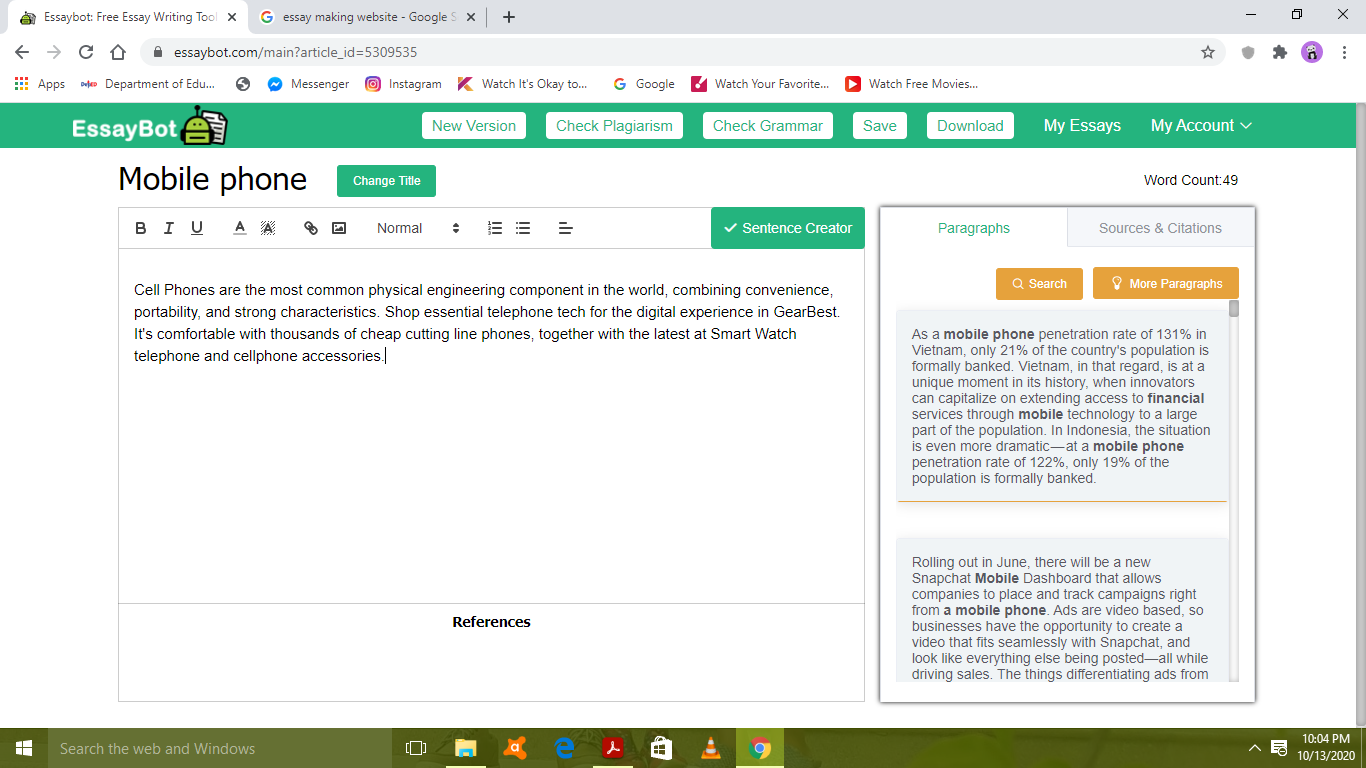 Essaybot: Free Essay Writing Tool
essay making website - Google S
essaybot.com/main?article_id=5309535
Apps
DepED
Department of Edu...
Messenger
Instagram
Watch It's Okay to...
Google
Watch Your Favorite...
Watch Free Movies...
EssayBot
New Version
Check Plagiarism
Check Grammar
Save
Download
My Essays
My Account
Mobile phone
Change Title
Word Count:49
B I U A A
Normal
Sentence Creator
Cell Phones are the most common physical engineering component in the world, combining convenience,
portability, and strong characteristics. Shop essential telephone tech for the digital experience in GearBest.
It's comfortable with thousands of cheap cutting line phones, together with the latest at Smart Watch
telephone and cellphone accessories.
References
Paragraphs
Sources & Citations
Search
More Paragraphs
As a mobile phone penetration rate of 131% in
Vietnam, only 21% of the country's population is
formally banked. Vietnam, in that regard, is at a
unique moment in its history, when innovators
can capitalize on extending access to financial
services through mobile technology to a large
part of the population. In Indonesia, the situation
is even more dramatic—at a mobile phone
penetration rate of 122%, only 19% of the
population is formally banked.
Rolling out in June, there will be a new
Snapchat Mobile Dashboard that allows
companies to place and track campaigns right
from a mobile phone. Ads are video based, so
businesses have the opportunity to create a
video that fits seamlessly with Snapchat, and
look like everything else being posted—all while
driving sales. The things differentiating ads from
Search the web and Windows
10:04 PM
10/13/2020